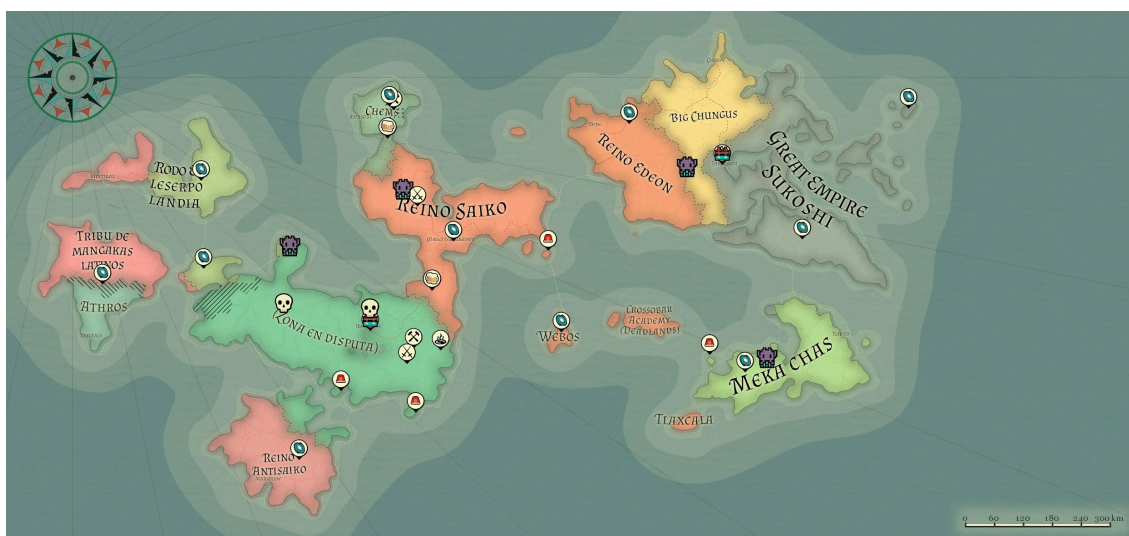 CHEMS
BIG CHUNGUS
REINO EDEON
GREAT EMPIRE
SUKOSHI
RODO &
LESERPO
LANDIA
REINO SAIKO
TRIBU DE
MANGAKAS
LATINOS
ATHROS
ZONA EN DISPUTA)
WEBOS
CROSSOBAR
ACADEMY
(DEADLANDS)
MEKA CHAS
TLAXCALA
REINO
ANTISAIKO
0 60 120 180 240 300 km